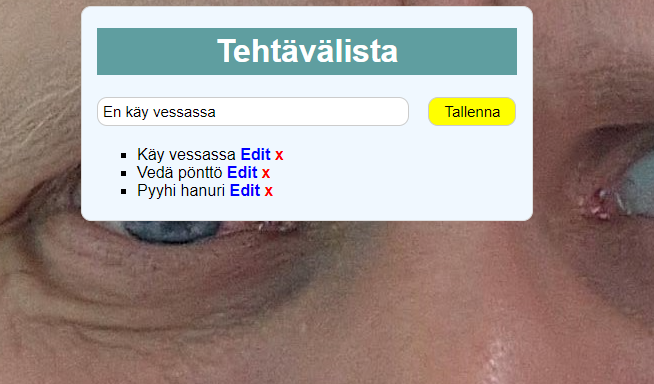 Tehtävälista
En käy vessassa
Tallenna
Käy vessassa Edit x
Vedä pönttö Edit x
Pyyhi hanuri Edit x